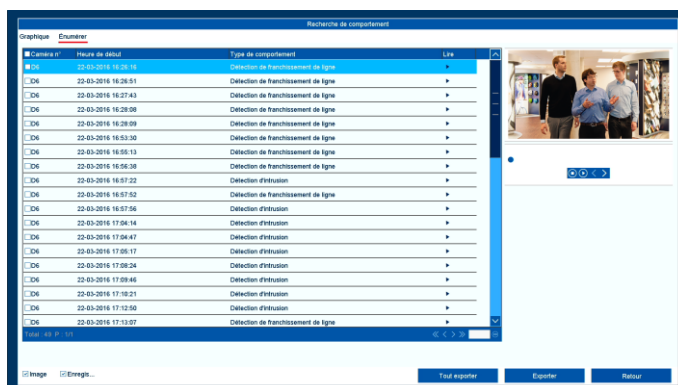 Recherche de comportement
Graphique Énumérer
Caméra n° Heure de début Type de comportement Lire
D6 22-03-2016 16:26:16 Détection de franchissement de ligne
D6 22-03-2016 16:26:51 Détection de franchissement de ligne
D6 22-03-2016 16:27:43 Détection de franchissement de ligne
D6 22-03-2016 16:28:08 Détection de franchissement de ligne
D6 22-03-2016 16:28:09 Détection de franchissement de ligne
D6 22-03-2016 16:53:30 Détection de franchissement de ligne
D6 22-03-2016 16:55:13 Détection de franchissement de ligne
D6 22-03-2016 16:56:38 Détection de franchissement de ligne
D6 22-03-2016 16:57:22 Détection d'intrusion
D6 22-03-2016 16:57:52 Détection de franchissement de ligne
D6 22-03-2016 16:57:56 Détection d'intrusion
D6 22-03-2016 17:04:14 Détection d'intrusion
D6 22-03-2016 17:04:47 Détection d'intrusion
D6 22-03-2016 17:05:17 Détection d'intrusion
D6 22-03-2016 17:08:24 Détection d'intrusion
D6 22-03-2016 17:09:46 Détection d'intrusion
D6 22-03-2016 17:10:21 Détection d'intrusion
D6 22-03-2016 17:12:50 Détection d'intrusion
D6 22-03-2016 17:13:07 Détection de franchissement de ligne
Total : 49 P : 1/1
Image Enregis...
Tout exporter Exporter Retour